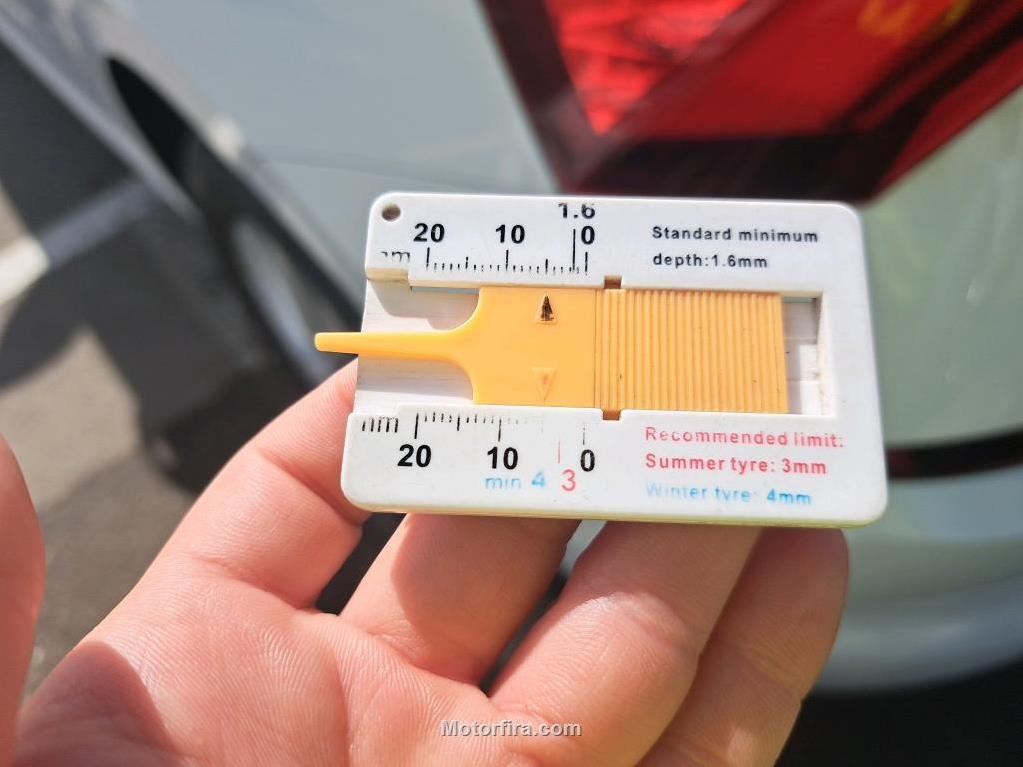 1.6
20 10 0
Standard minimum
depth:1.6mm
20 10 0
min 4 3
Recommended limit:
Summer tyre: 3mm
Winter tyre: 4mm
Motorfira.com